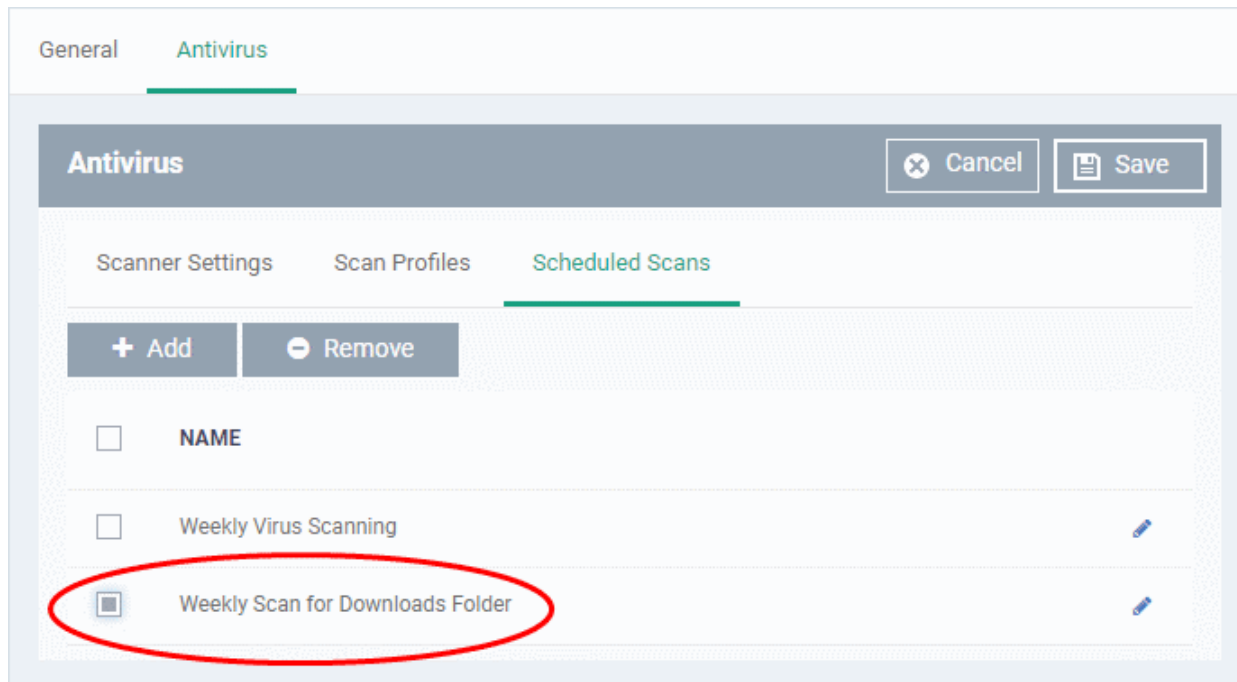 General Antivirus
Antivirus Cancel Save
Scanner Settings Scan Profiles Scheduled Scans
Add Remove
NAME
Weekly Virus Scanning
Weekly Scan for Downloads Folder